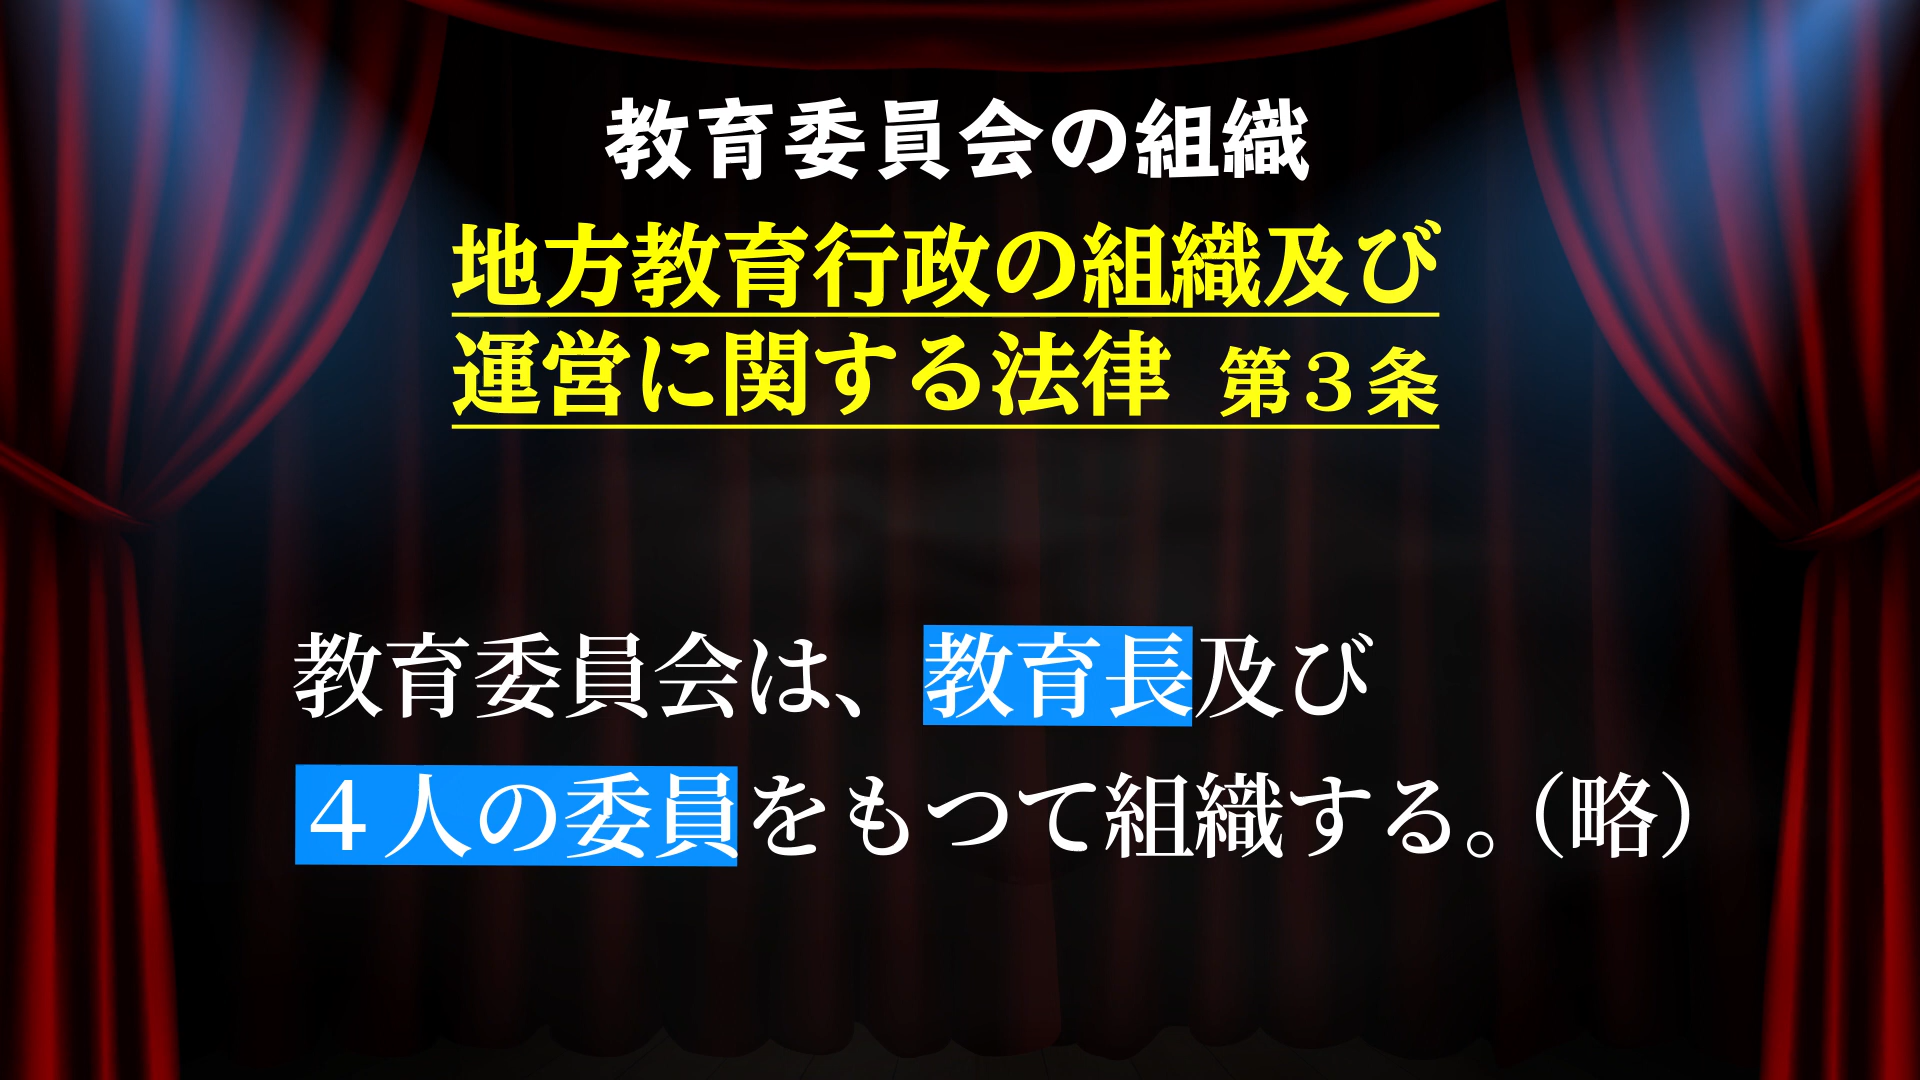 教育委員会の組織
地方教育行政の組織及び
運営に関する法律 第3条
教育委員会は、教育長及び
４人の委員をもつて組織する。（略）